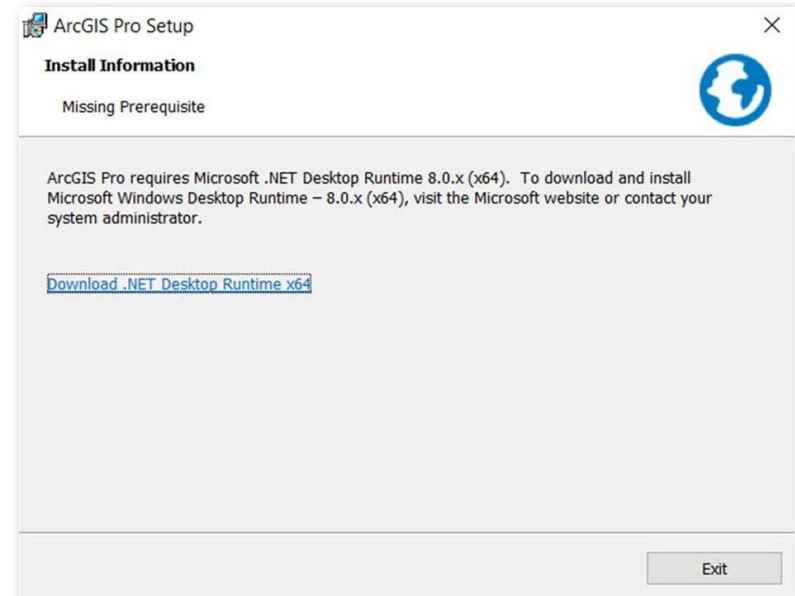 ArcGIS Pro Setup
Install Information
Missing Prerequisite
ArcGIS Pro requires Microsoft .NET Desktop Runtime 8.0.x (x64).  To download and install
Microsoft Windows Desktop Runtime – 8.0.x (x64), visit the Microsoft website or contact your
system administrator.
Download .NET Desktop Runtime x64
Exit